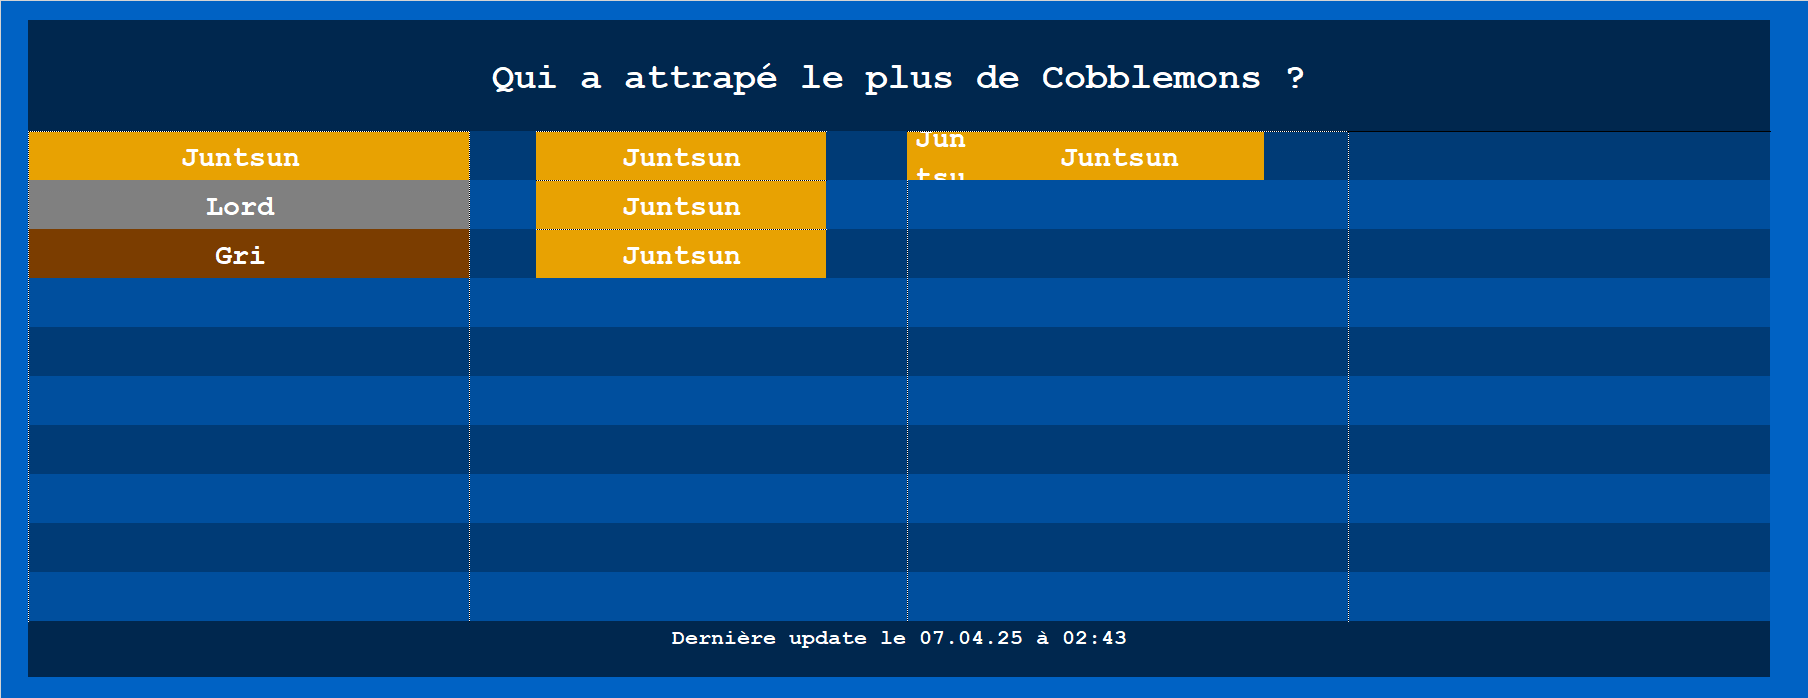 Qui a attrapé le plus de Cobblemons ?
Juntsun
Juntsun
Jun
tsu
Juntsun
Lord
Juntsun
Gri
Juntsun
Dernière update le 07.04.25 à 02:43